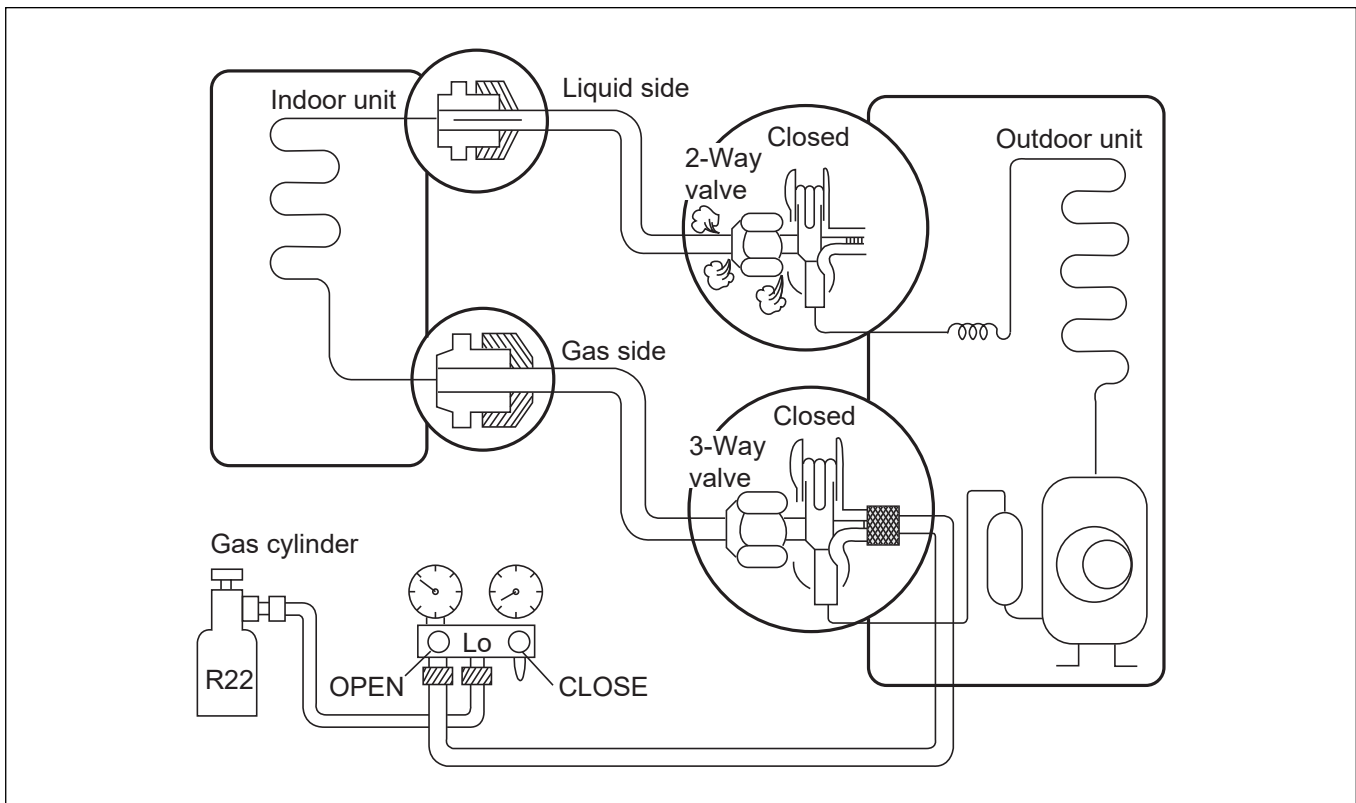 Indoor unit
Liquid side
Closed
2-Way
valve
Outdoor unit
Gas side
Closed
3-Way
valve
Gas cylinder
Lo
R22
OPEN
CLOSE